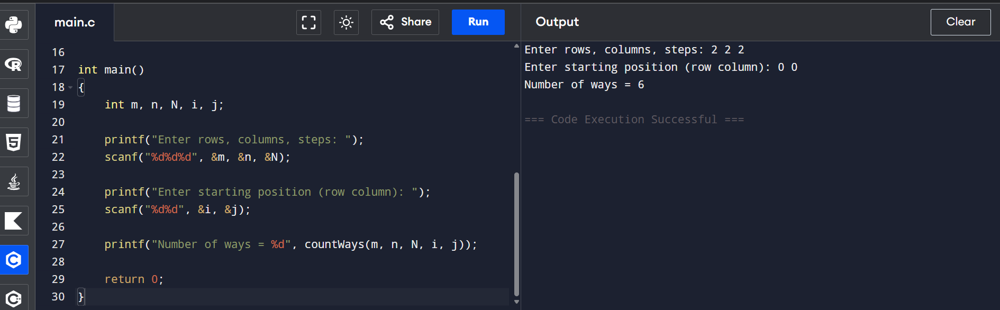 main.c
Share
Run
Output
Clear
16
17 int main()
18 {
19     int m, n, N, i, j;
20
21     printf("Enter rows, columns, steps: ");
22     scanf("%d%d%d", &m, &n, &N);
23
24     printf("Enter starting position (row column): ");
25     scanf("%d%d", &i, &j);
26
27     printf("Number of ways = %d", countWays(m, n, N, i, j));
28
29     return 0;
30 }
Enter rows, columns, steps: 2 2 2
Enter starting position (row column): 0 0
Number of ways = 6
=== Code Execution Successful ===